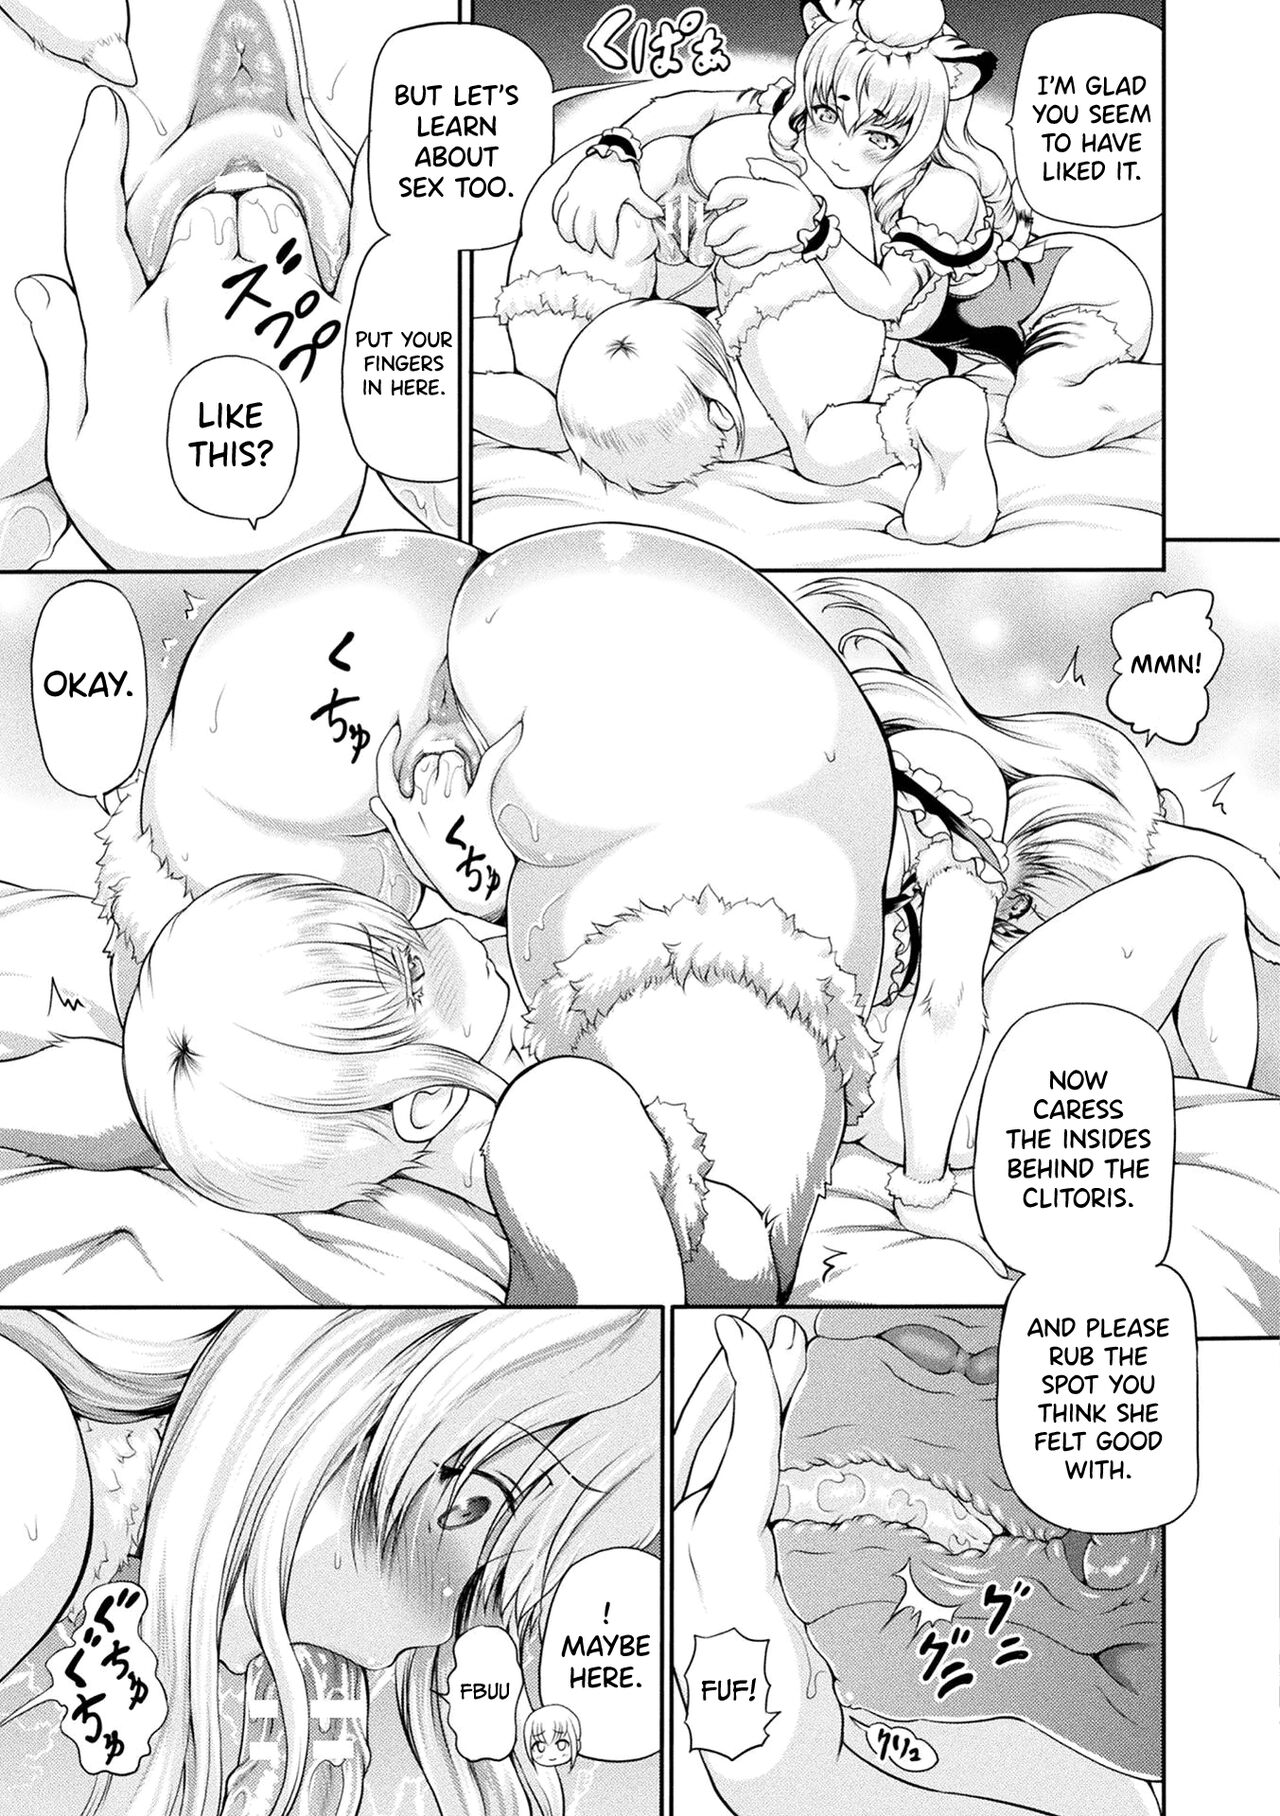 I'M GLAD
YOU SEEM
TO HAVE
LIKED IT.
くぱぁ
BUT LET'S
LEARN
ABOUT
SEX TOO.
PUT YOUR
FINGERS
IN HERE.
ズププ
LIKE
THIS?
MMN!
くちゅ
くちゅ
OKAY.
NOW
CARESS
THE INSIDES
BEHIND THE
CLITORIS.
AND PLEASE
RUB THE
SPOT YOU
THINK SHE
FELT GOOD
WITH.
グニ
グニ
FUF!
クリュ
!
MAYBE
HERE.
FBUU
ぐちゅ
ぐちゅ